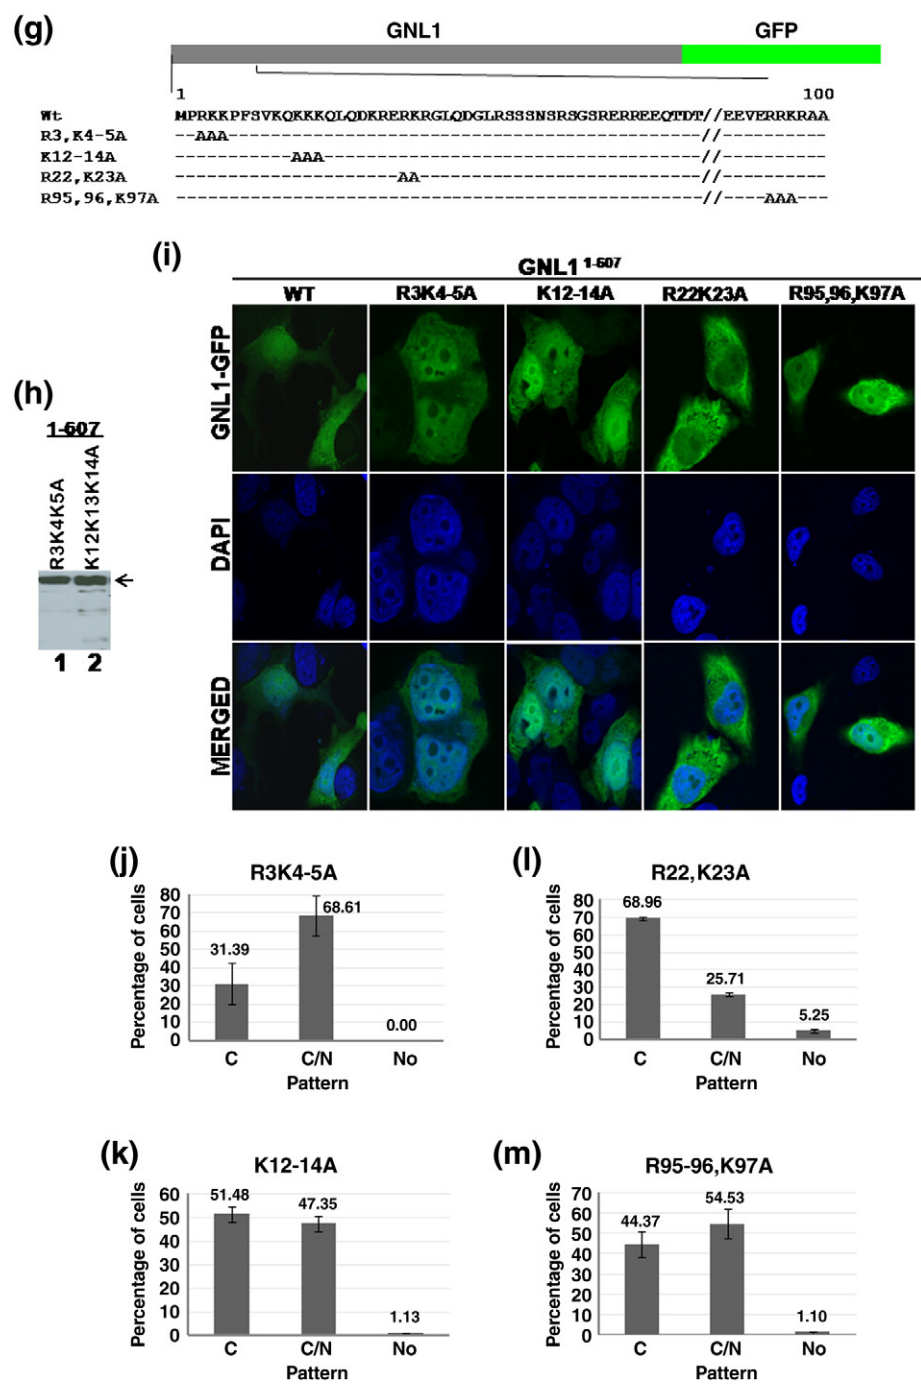 (g)
GNL1 GFP
1 100
Wt MPRKKPFSVKQKKKQLQDKRERKRGLQDGLRSSSNSRSGSRERREEQTDT//EEVERRKRAA
R3,K4-5A --AAA---------------------------------------------//-------------
K12-14A -----------AAA------------------------------------//-------------
R22,K23A ---------------------AA---------------------------//-------------
R95,96,K97A --------------------------------------------------//----AAA---
(i)
GNL1 1-607
WT R3K4-5A K12-14A R22K23A R95,96,K97A
GNL1-GFP
DAPI
MERGED
(h)
1-607
R3K4K5A
K12K13K14A
1 2
(j)
R3K4-5A
Percentage of cells
80
70
60
50
40
30
20
10
0
31.39
68.61
0.00
C C/N No
Pattern
(l)
R22,K23A
Percentage of cells
80
70
60
50
40
30
20
10
0
68.96
25.71
5.25
C C/N No
Pattern
(k)
K12-14A
Percentage of cells
60
50
40
30
20
10
0
51.48
47.35
1.13
C C/N No
Pattern
(m)
R95-96,K97A
Percentage of cells
70
60
50
40
30
20
10
0
44.37
54.53
1.10
C C/N No
Pattern